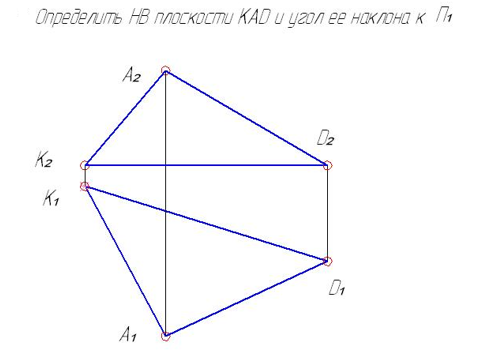 Определить НВ плоскости KAD и угол ее наклона к П₁
A₂
D₂
K₂
K₁
D₁
A₁